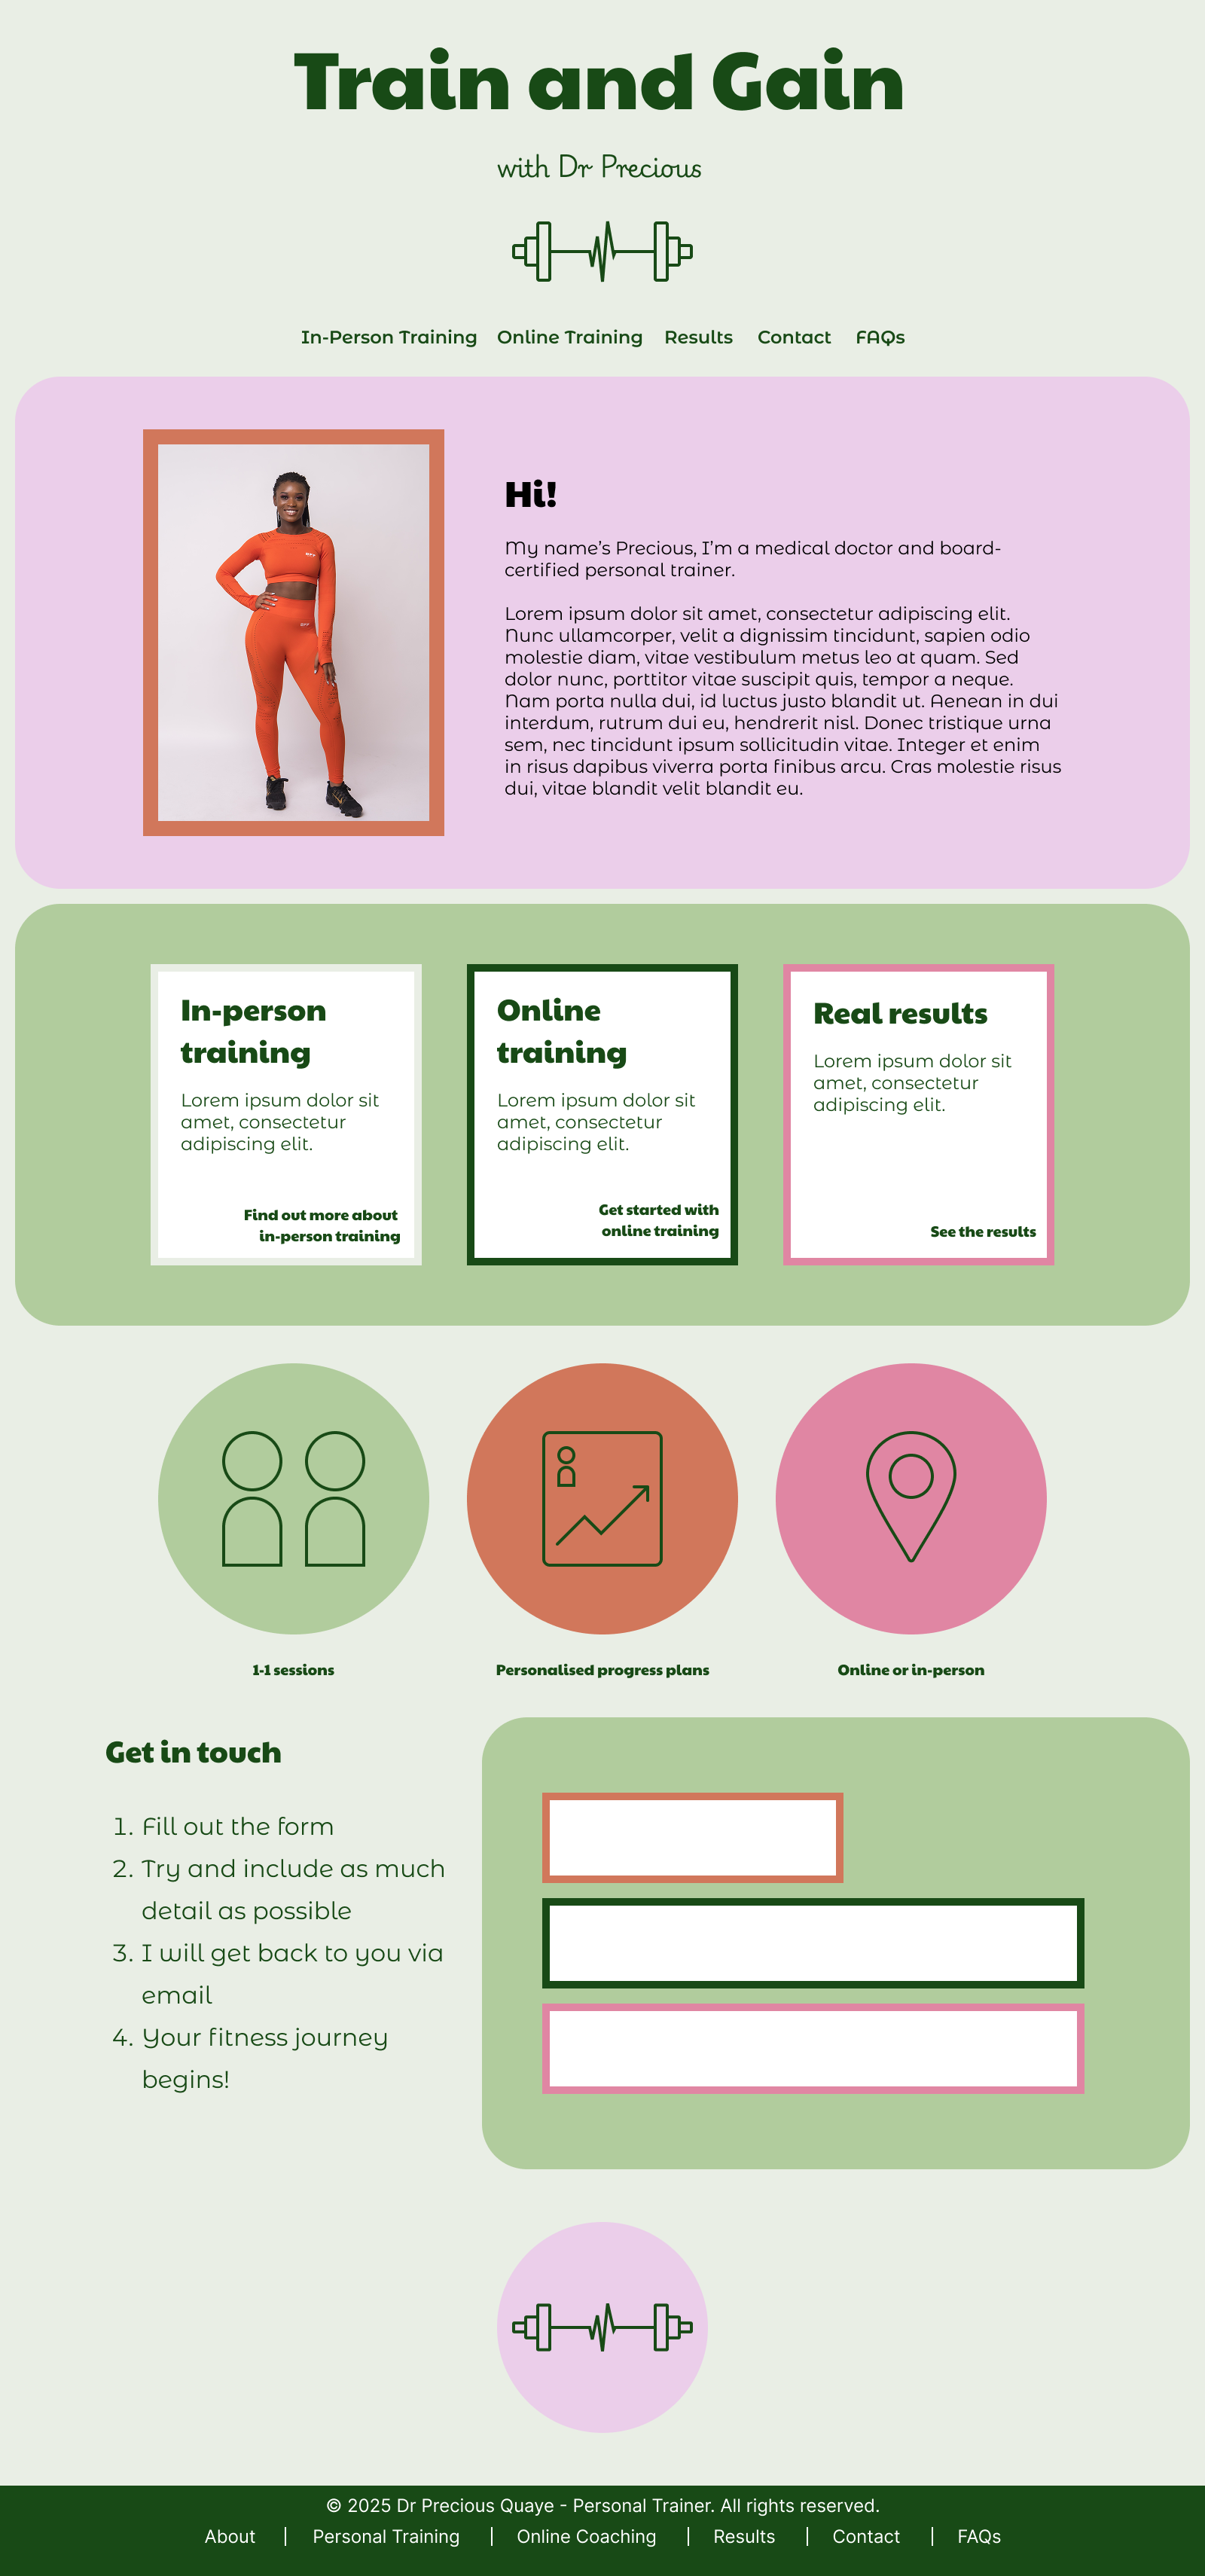 Train and Gain
with Dr Precious
In-Person Training Online Training Results Contact FAQs
Hi!
My name’s Precious, I’m a medical doctor and board-
certified personal trainer.
Lorem ipsum dolor sit amet, consectetur adipiscing elit.
Nunc ullamcorper, velit a dignissim tincidunt, sapien odio
molestie diam, vitae vestibulum metus leo at quam. Sed
dolor nunc, porttitor vitae suscipit quis, tempor a neque.
Nam porta nulla dui, id luctus justo blandit ut. Aenean in dui
interdum, rutrum dui eu, hendrerit nisl. Donec tristique urna
sem, nec tincidunt ipsum sollicitudin vitae. Integer et enim
in risus dapibus viverra porta finibus arcu. Cras molestie risus
dui, vitae blandit velit blandit eu.
In-person
training
Lorem ipsum dolor sit
amet, consectetur
adipiscing elit.
Find out more about
in-person training
Online
training
Lorem ipsum dolor sit
amet, consectetur
adipiscing elit.
Get started with
online training
Real results
Lorem ipsum dolor sit
amet, consectetur
adipiscing elit.
See the results
1-1 sessions
Personalised progress plans
Online or in-person
Get in touch
1. Fill out the form
2. Try and include as much
detail as possible
3. I will get back to you via
email
4. Your fitness journey
begins!
© 2025 Dr Precious Quaye - Personal Trainer. All rights reserved.
About | Personal Training | Online Coaching | Results | Contact | FAQs